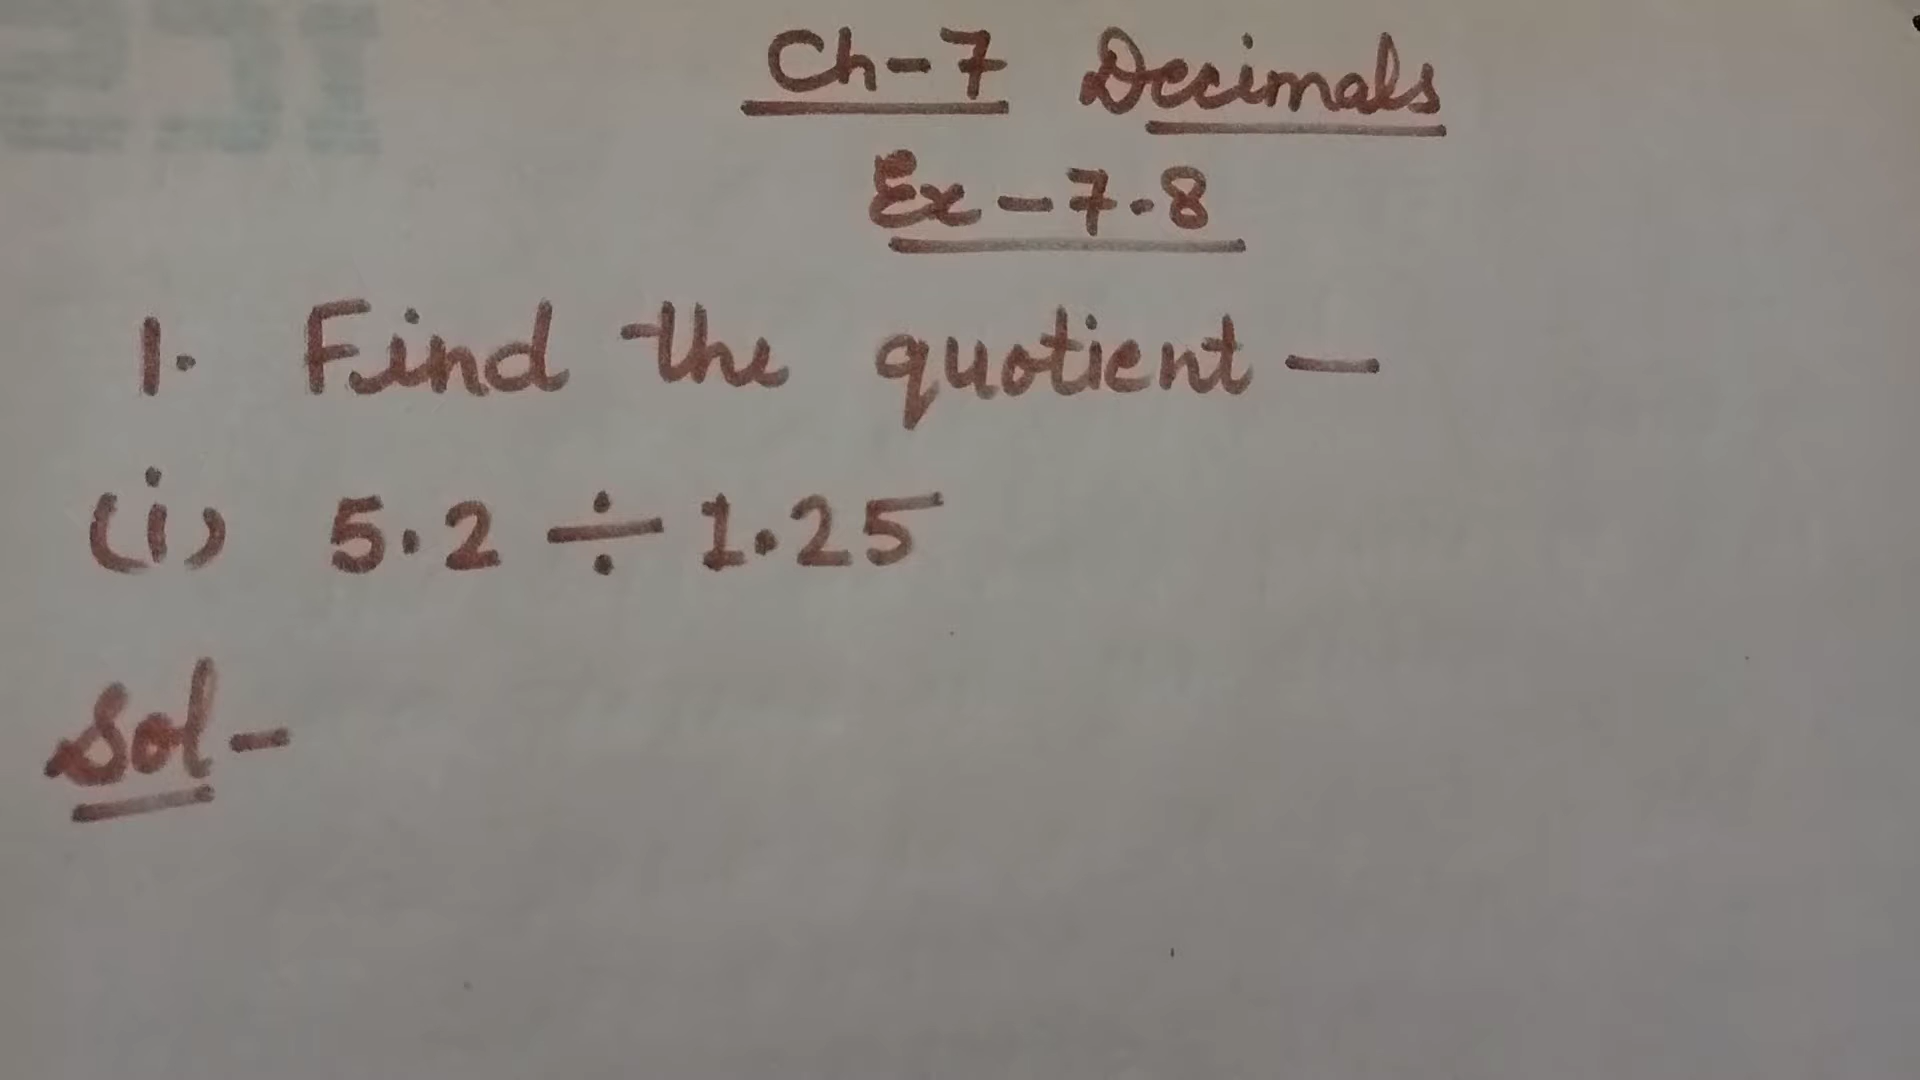 Ch-7 Decimals
Ex-7.8
1. Find the quotient —
(i) 5.2 ÷ 1.25
Sol-